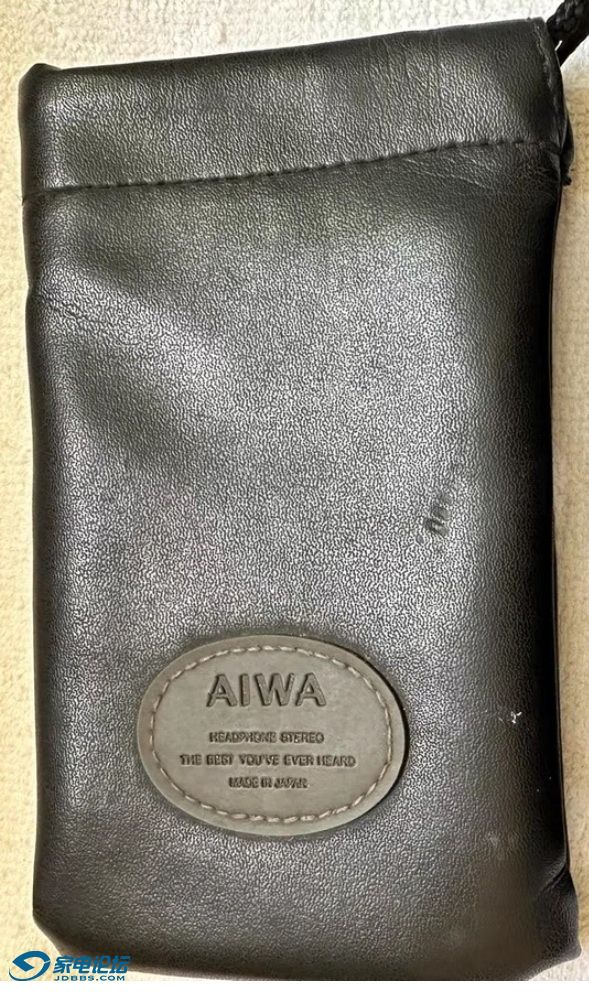 AIWA
HEADPHONE STEREO
THE BEST YOU'VE EVER HEARD
MADE IN JAPAN
家电论坛
JDBBS.COM